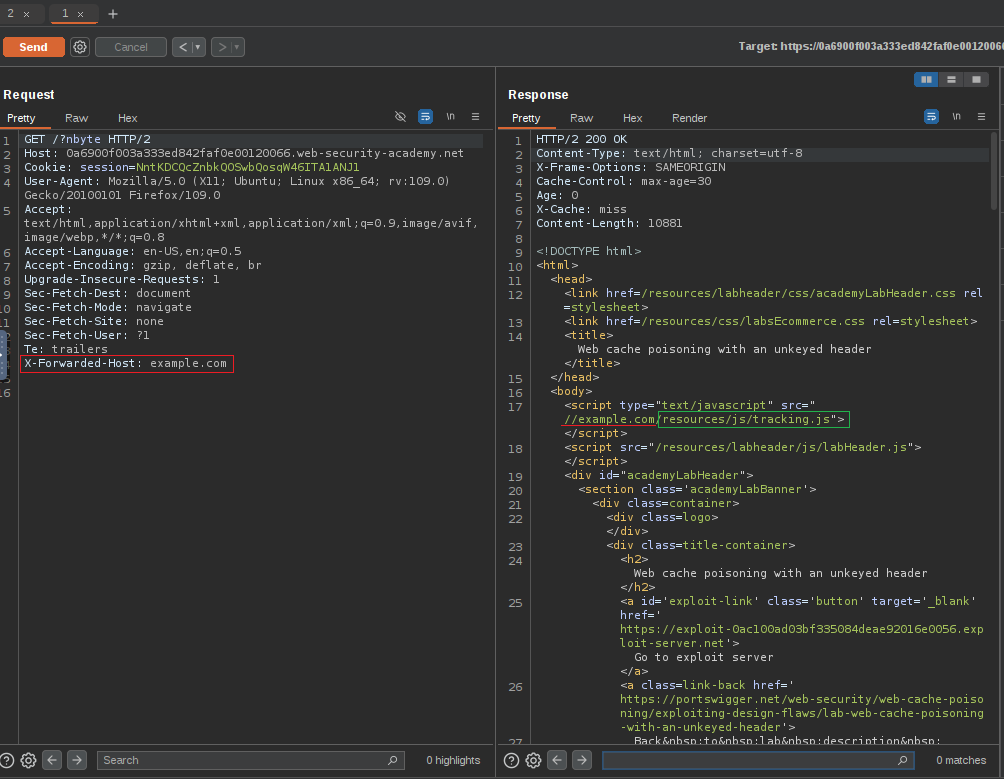 2 × 1 × +
Send Cancel < ▾ > ▾ Target: https://0a6900f003a333ed842faf0e00120066
Request
Pretty Raw Hex \n ≡
1 GET /?nbyte HTTP/2
2 Host: 0a6900f003a333ed842faf0e00120066.web-security-academy.net
3 Cookie: session=NntKDCQcZnbkQOSwbQosqW46ITA1ANJ1
4 User-Agent: Mozilla/5.0 (X11; Ubuntu; Linux x86_64; rv:109.0)
Gecko/20100101 Firefox/109.0
5 Accept:
text/html,application/xhtml+xml,application/xml;q=0.9,image/avif,
image/webp,*/*;q=0.8
6 Accept-Language: en-US,en;q=0.5
7 Accept-Encoding: gzip, deflate, br
8 Upgrade-Insecure-Requests: 1
9 Sec-Fetch-Dest: document
10 Sec-Fetch-Mode: navigate
11 Sec-Fetch-Site: none
Sec-Fetch-User: ?1
Te: trailers
X-Forwarded-Host: example.com
16
Search 0 highlights
Response
Pretty Raw Hex Render \n ≡
1 HTTP/2 200 OK
2 Content-Type: text/html; charset=utf-8
3 X-Frame-Options: SAMEORIGIN
4 Cache-Control: max-age=30
5 Age: 0
6 X-Cache: miss
7 Content-Length: 10881
8
9 <!DOCTYPE html>
10 <html>
11 <head>
12 <link href=/resources/labheader/css/academyLabHeader.css rel
=stylesheet>
13 <link href=/resources/css/labsEcommerce.css rel=stylesheet>
14 <title>
Web cache poisoning with an unkeyed header
</title>
15 </head>
16 <body>
17 <script type="text/javascript" src="
//example.com/resources/js/tracking.js">
</script>
18 <script src="/resources/labheader/js/labHeader.js">
</script>
19 <div id="academyLabHeader">
20 <section class='academyLabBanner'>
21 <div class=container>
22 <div class=logo>
</div>
23 <div class=title-container>
24 <h2>
Web cache poisoning with an unkeyed header
</h2>
25 <a id='exploit-link' class='button' target='_blank'
href='
https://exploit-0ac100ad03bf335084deae92016e0056.exp
loit-server.net'>
Go to exploit server
</a>
26 <a class=link-back href='
https://portswigger.net/web-security/web-cache-poiso
ning/exploiting-design-flaws/lab-web-cache-poisoning
-with-an-unkeyed-header'>
27 Back&nbsp;to&nbsp;lab&nbsp;description&nbsp;
0 matches